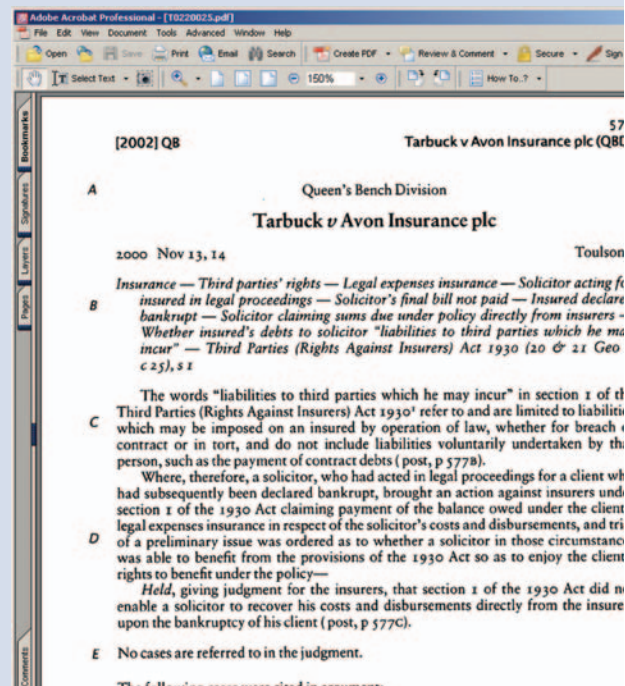 Adobe Acrobat Professional - [T0220025.pdf]
File Edit View Document Tools Advanced Window Help
Open Save Print Email Search Create PDF Review & Comment Secure Sign
Select Text 150% How To..?
Bookmarks
Signatures
Layers
Pages
Comments
57
[2002] QB Tarbuck v Avon Insurance plc (QBD
A Queen's Bench Division
Tarbuck v Avon Insurance plc
2000 Nov 13, 14 Toulson
Insurance — Third parties' rights — Legal expenses insurance — Solicitor acting fo
B insured in legal proceedings — Solicitor's final bill not paid — Insured declare
bankrupt — Solicitor claiming sums due under policy directly from insurers —
Whether insured's debts to solicitor "liabilities to third parties which he ma
incur" — Third Parties (Rights Against Insurers) Act 1930 (20 & 21 Geo
c 25), s 1
The words "liabilities to third parties which he may incur" in section 1 of th
Third Parties (Rights Against Insurers) Act 1930¹ refer to and are limited to liabilitie
C which may be imposed on an insured by operation of law, whether for breach o
contract or in tort, and do not include liabilities voluntarily undertaken by tha
person, such as the payment of contract debts (post, p 577B).
Where, therefore, a solicitor, who had acted in legal proceedings for a client wh
had subsequently been declared bankrupt, brought an action against insurers unde
section 1 of the 1930 Act claiming payment of the balance owed under the client
legal expenses insurance in respect of the solicitor's costs and disbursements, and tri
D of a preliminary issue was ordered as to whether a solicitor in those circumstance
was able to benefit from the provisions of the 1930 Act so as to enjoy the client
rights to benefit under the policy—
Held, giving judgment for the insurers, that section 1 of the 1930 Act did no
enable a solicitor to recover his costs and disbursements directly from the insure
upon the bankruptcy of his client (post, p 577C).
E No cases are referred to in the judgment.